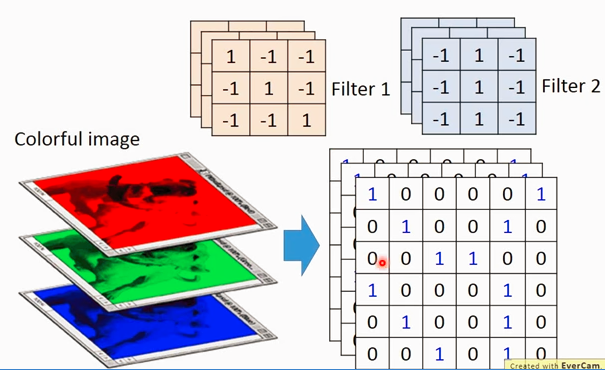 1 -1 -1
-1 1 -1
-1 -1 1
Filter 1
-1 1 -1
-1 1 -1
-1 1 -1
Filter 2
Colorful image
1 0 0 0 0 1
0 1 0 0 1 0
0 0 1 1 0 0
1 0 0 0 1 0
0 1 0 0 1 0
0 0 1 0 1 0
Created with EverCam.